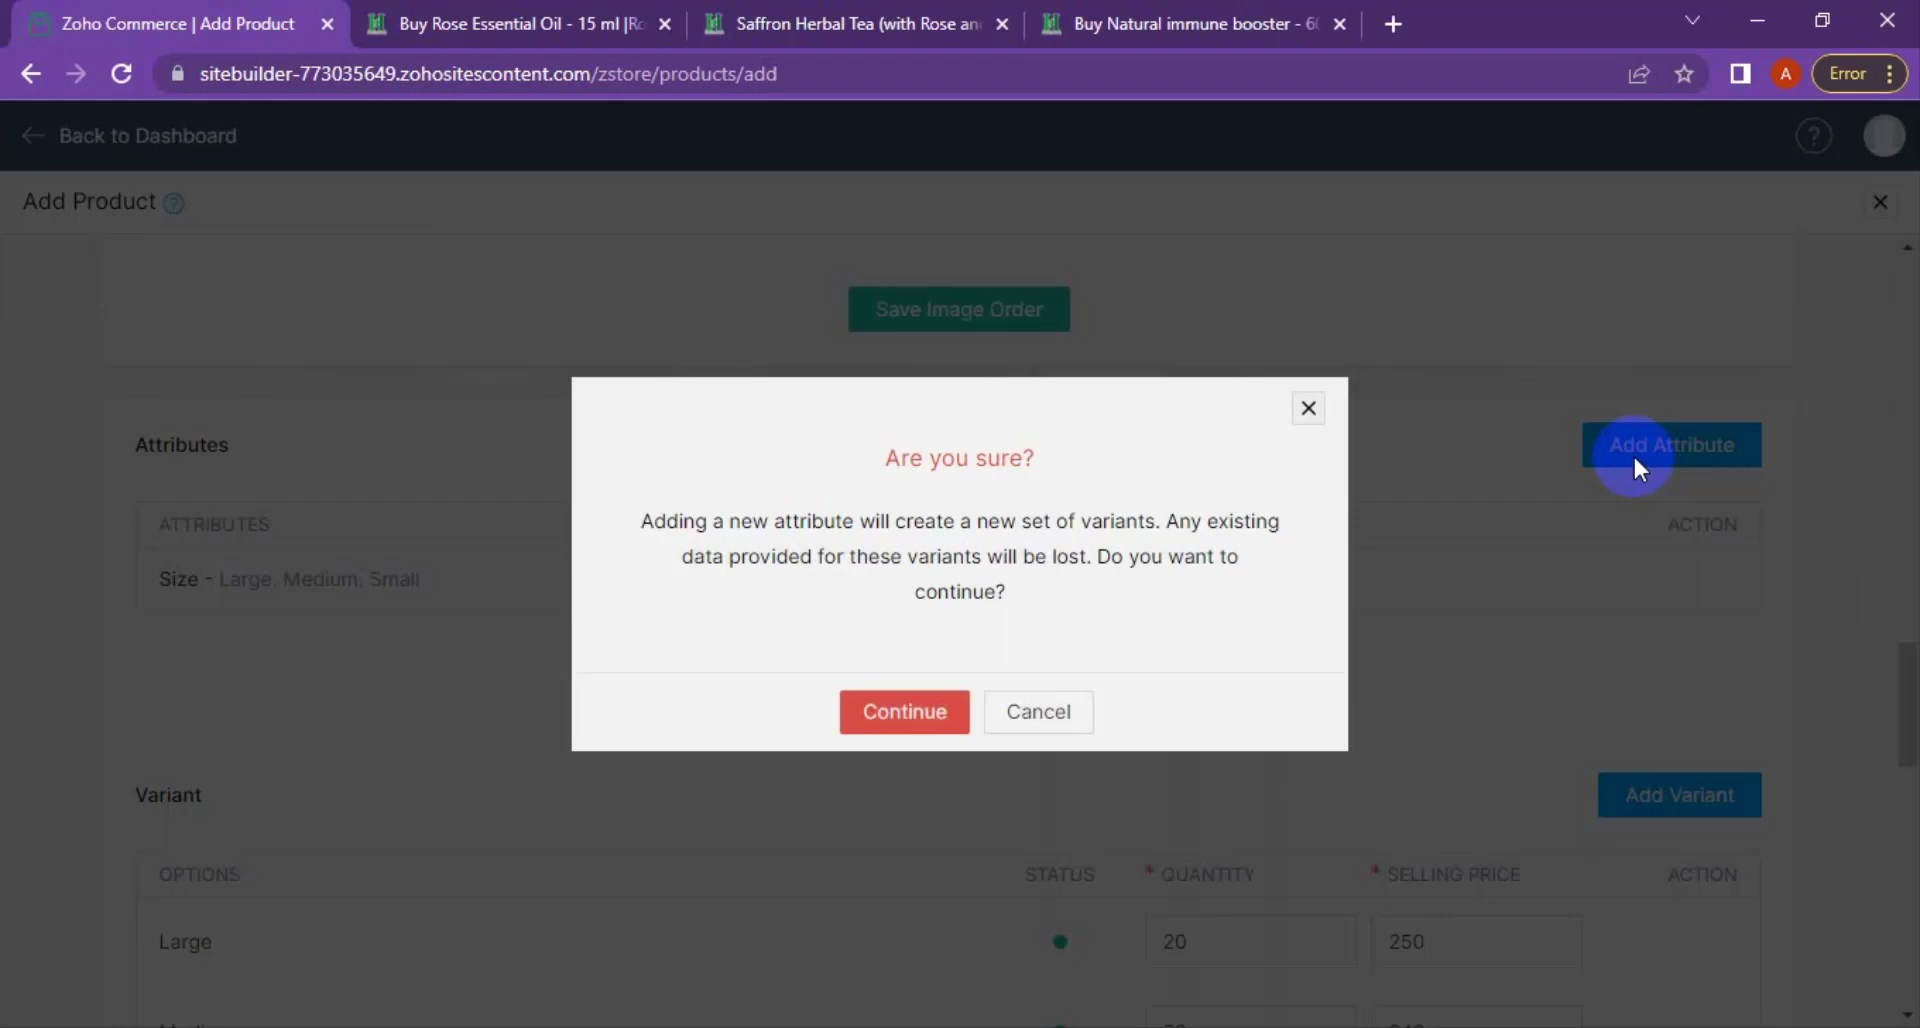 Zoho Commerce | Add Product
Buy Rose Essential Oil - 15 ml |Ro
Saffron Herbal Tea (with Rose an
Buy Natural immune booster - 60
sitebuilder-773035649.zohositescontent.com/zstore/products/add
A
Error
Back to Dashboard
?
Add Product ?
Save Image Order
Are you sure?
Adding a new attribute will create a new set of variants. Any existing
data provided for these variants will be lost. Do you want to
continue?
Continue
Cancel
Attributes
Add Attribute
ATTRIBUTES
ACTION
Size - Large, Medium, Small
Variant
Add Variant
OPTIONS
STATUS
* QUANTITY
* SELLING PRICE
ACTION
Large
20
250